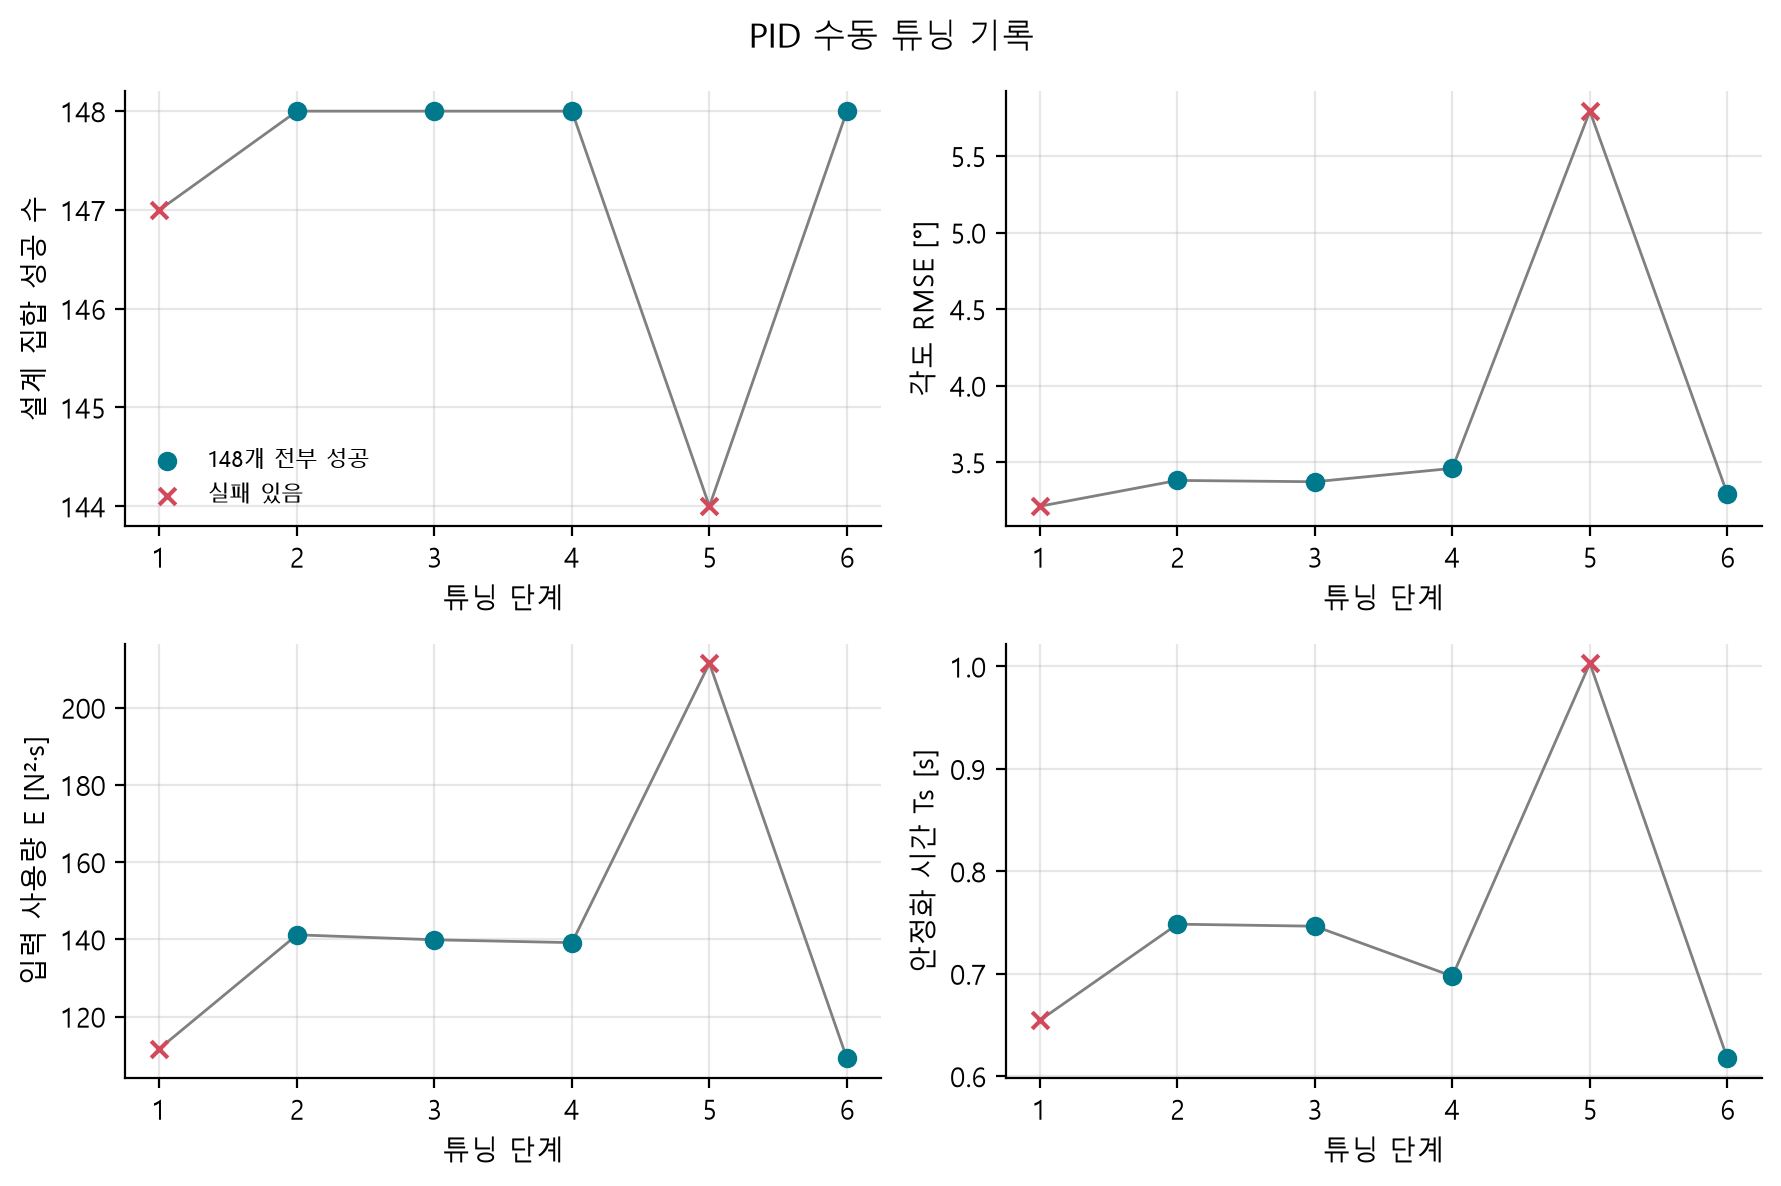 PID 수동 튜닝 기록
설계 집합 성공 수
148
147
146
145
144
148개 전부 성공
실패 있음
1 2 3 4 5 6
튜닝 단계
각도 RMSE [°]
5.5
5.0
4.5
4.0
3.5
1 2 3 4 5 6
튜닝 단계
입력 사용량 E [N²·s]
200
180
160
140
120
1 2 3 4 5 6
튜닝 단계
안정화 시간 Ts [s]
1.0
0.9
0.8
0.7
0.6
1 2 3 4 5 6
튜닝 단계